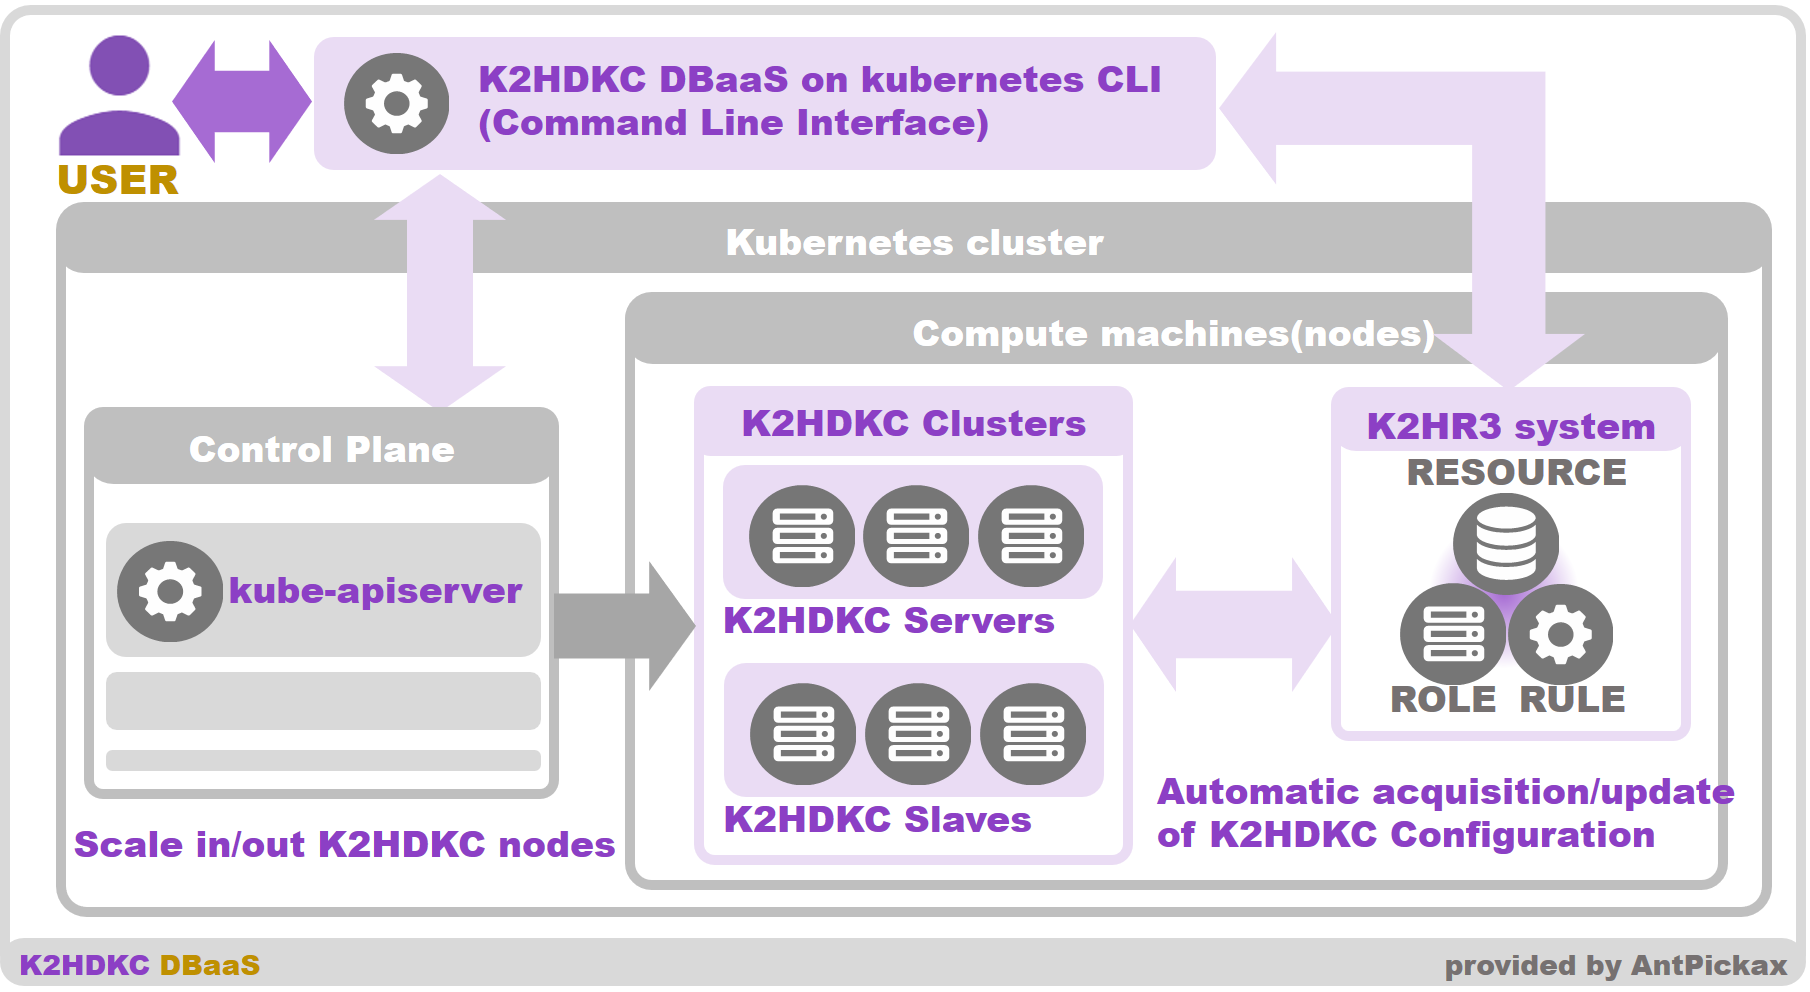 K2HDKC DBaaS on kubernetes CLI
(Command Line Interface)
USER
Kubernetes cluster
Compute machines(nodes)
Control Plane
kube-apiserver
Scale in/out K2HDKC nodes
K2HDKC Clusters
K2HDKC Servers
K2HDKC Slaves
K2HR3 system
RESOURCE
ROLE RULE
Automatic acquisition/update
of K2HDKC Configuration
K2HDKC DBaaS
provided by AntPickax